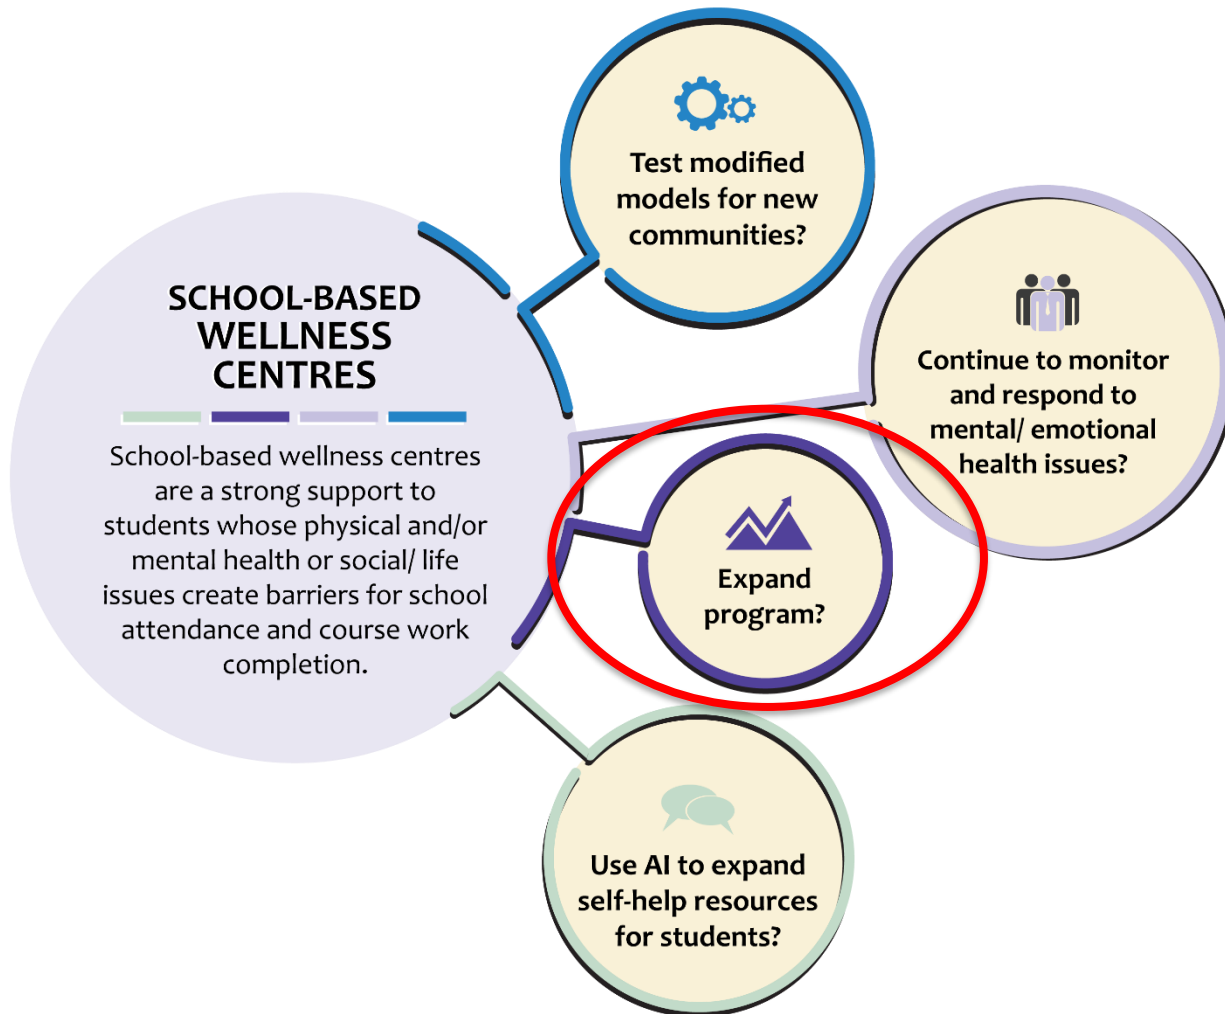 SCHOOL-BASED
WELLNESS
CENTRES
School-based wellness centres
are a strong support to
students whose physical and/or
mental health or social/ life
issues create barriers for school
attendance and course work
completion.
Test modified
models for new
communities?
Continue to monitor
and respond to
mental/ emotional
health issues?
Expand
program?
Use AI to expand
self-help resources
for students?